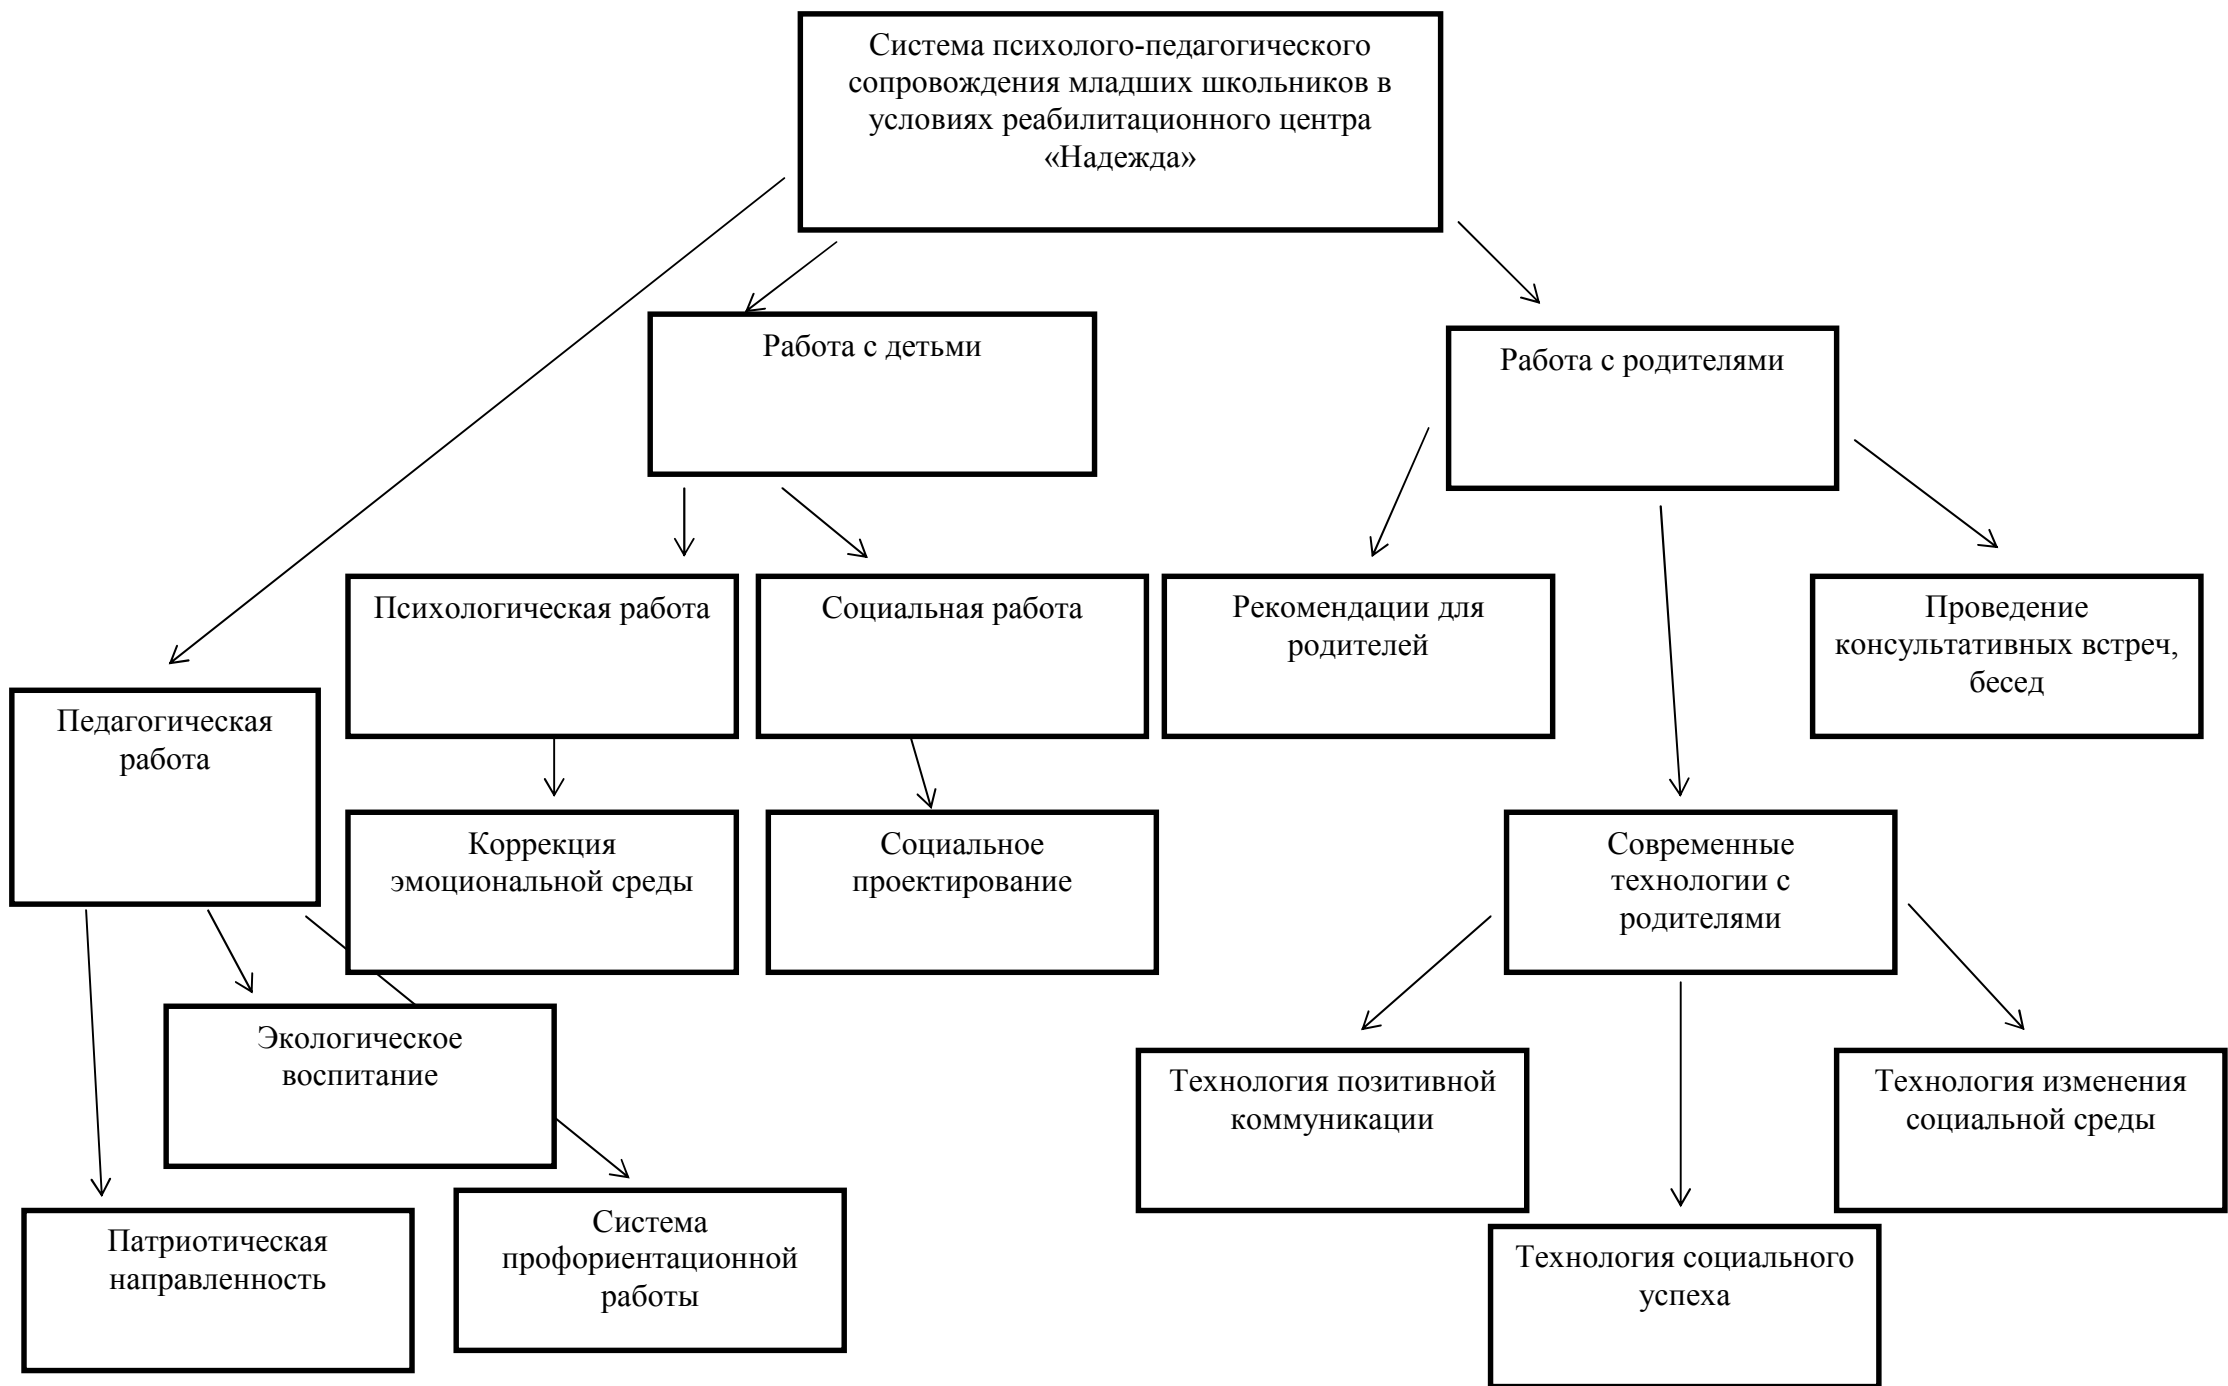 Система психолого-педагогического
сопровождения младших школьников в
условиях реабилитационного центра
«Надежда»
Работа с детьми
Работа с родителями
Психологическая работа
Социальная работа
Рекомендации для
родителей
Проведение
консультативных встреч,
бесед
Педагогическая
работа
Коррекция
эмоциональной среды
Социальное
проектирование
Современные
технологии с
родителями
Экологическое
воспитание
Технология позитивной
коммуникации
Технология изменения
социальной среды
Патриотическая
направленность
Система
профориентационной
работы
Технология социального
успеха